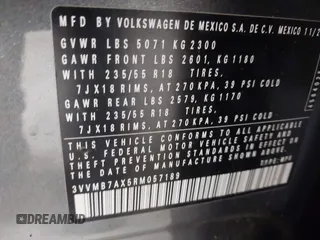 MFD BY VOLKSWAGEN DE MEXICO S.A. DE C.V. MEXICO 11/2
GVWR LBS 5071 KG 2300
GAWR FRONT LBS 2601, KG 1180
WITH 235/55 R18 TIRES,
7JX18 RIMS, AT 270 KPA, 39 PSI COLD
GAWR REAR LBS 2579, KG 1170
WITH 235/55 R18 TIRES,
7JX18 RIMS, AT 270 KPA, 39 PSI COLD
THIS VEHICLE CONFORMS TO ALL APPLICABLE
U.S. FEDERAL MOTOR VEHICLE SAFETY AND
THEFT PREVENTION STANDARDS IN EFFECT ON
THE DATE OF MANUFACTURE SHOWN ABOVE.
3VVMB7AX5RM057189
TYPE: MPV
DREAMBID